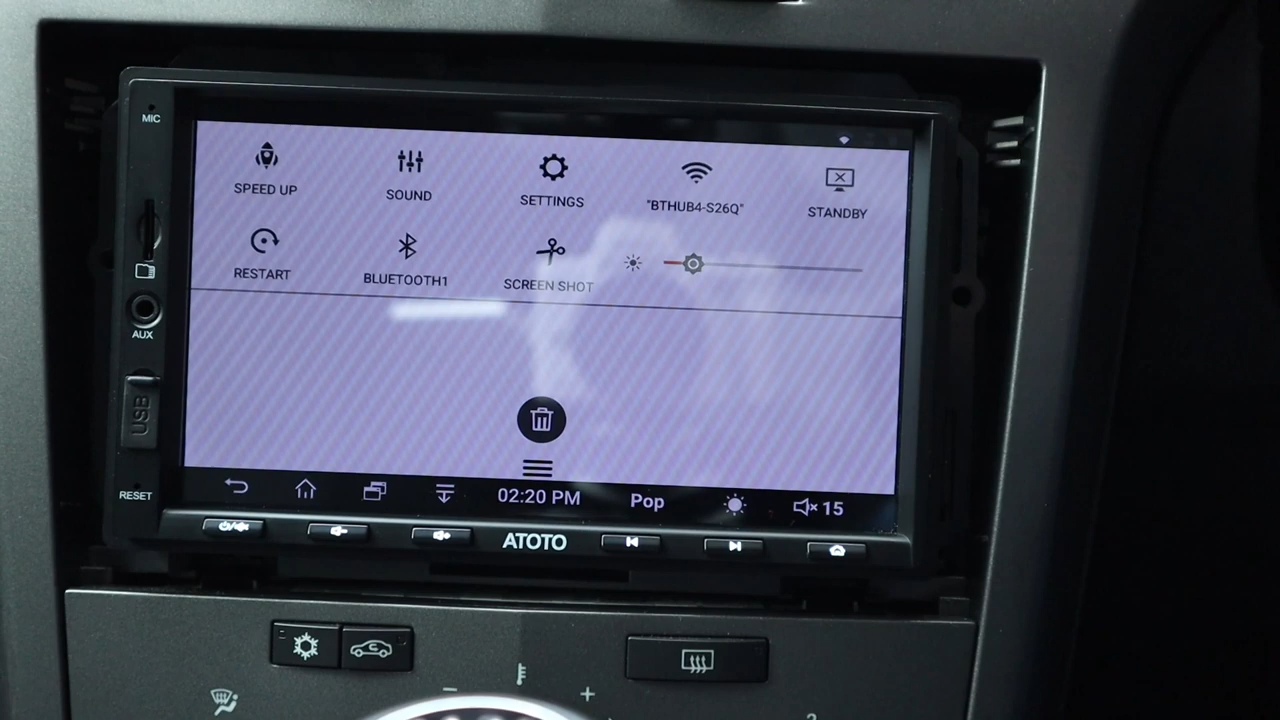 MIC
SPEED UP
SOUND
SETTINGS
"BTHUB4-S26Q"
STANDBY
RESTART
BLUETOOTH1
SCREEN SHOT
AUX
USB
RESET
02:20 PM
Pop
15
ATOTO